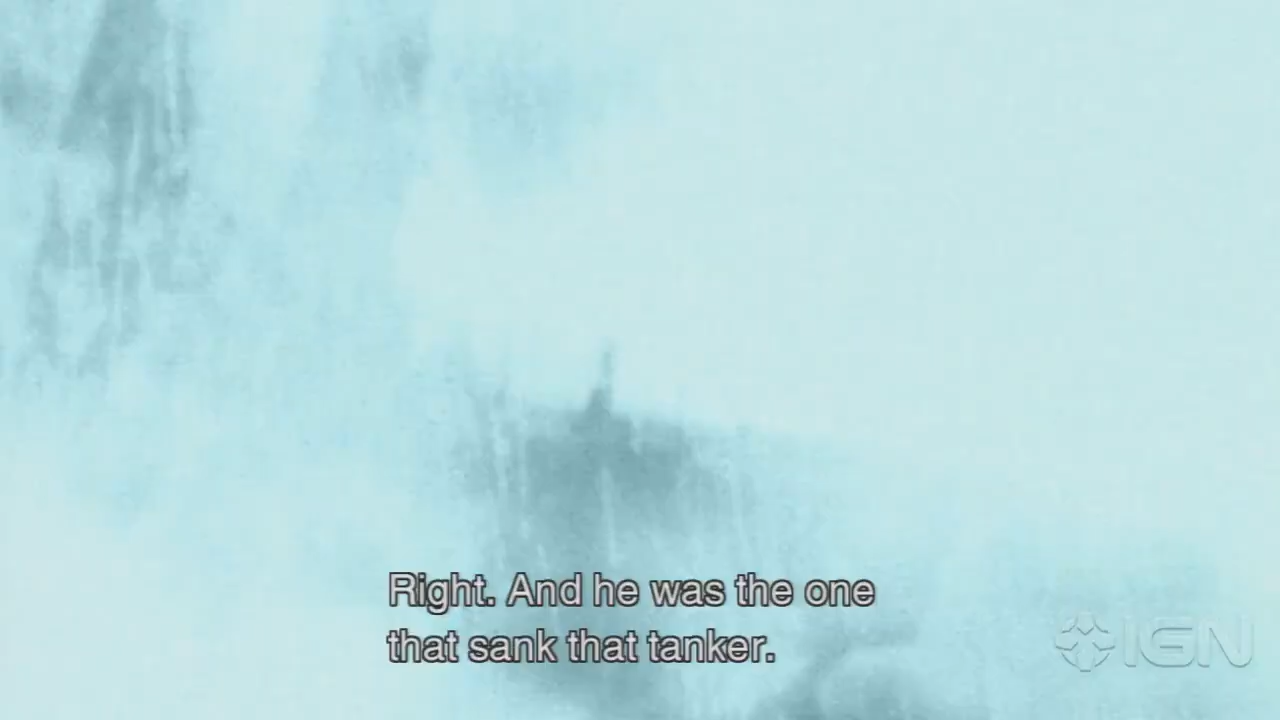 Right. And he was the one
that sank that tanker.
IGN